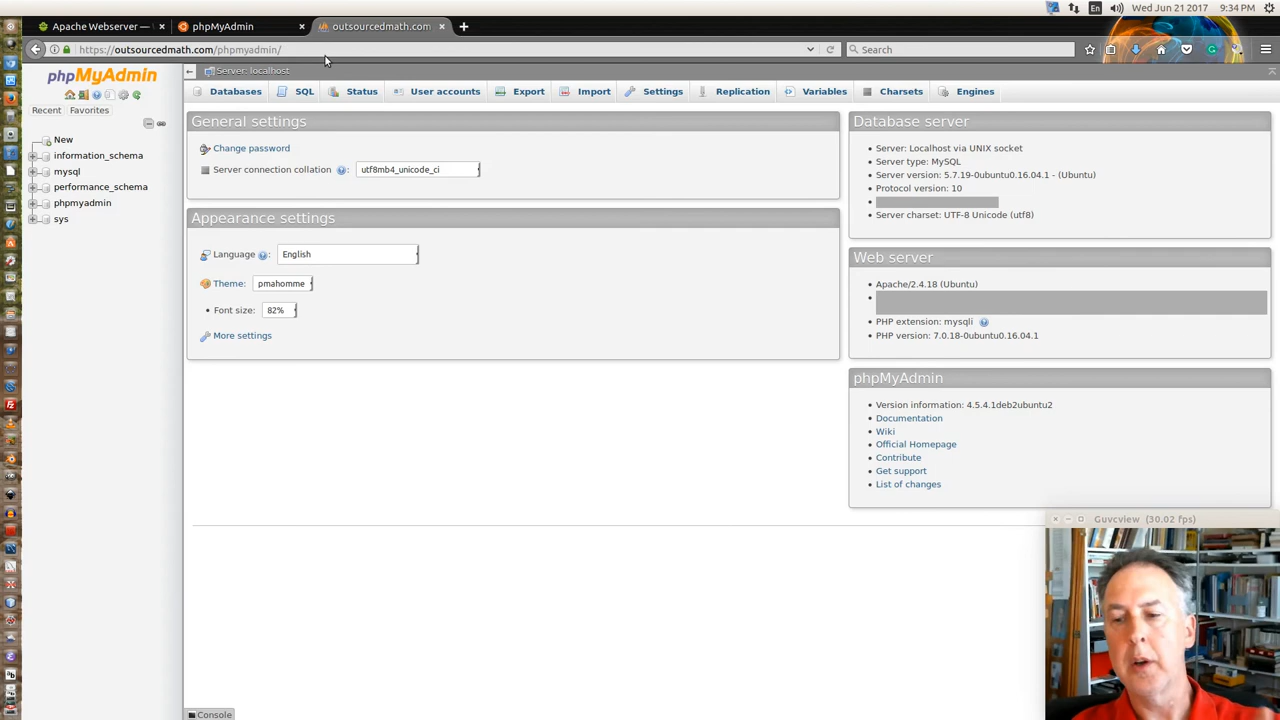 En
Wed Jun 21 2017 9:34 PM
Apache Webserver —
phpMyAdmin
outsourcedmath.com
https://outsourcedmath.com/phpmyadmin/
Search
phpMyAdmin
Server: localhost
Databases SQL Status User accounts Export Import Settings Replication Variables Charsets Engines
Recent Favorites
New
information_schema
mysql
performance_schema
phpmyadmin
sys
General settings
Change password
Server connection collation : utf8mb4_unicode_ci
Appearance settings
Language : English
Theme: pmahomme
Font size: 82%
More settings
Database server
Server: Localhost via UNIX socket
Server type: MySQL
Server version: 5.7.19-0ubuntu0.16.04.1 - (Ubuntu)
Protocol version: 10
Server charset: UTF-8 Unicode (utf8)
Web server
Apache/2.4.18 (Ubuntu)
PHP extension: mysqli
PHP version: 7.0.18-0ubuntu0.16.04.1
phpMyAdmin
Version information: 4.5.4.1deb2ubuntu2
Documentation
Wiki
Official Homepage
Contribute
Get support
List of changes
Guvcview (30.02 fps)
Console